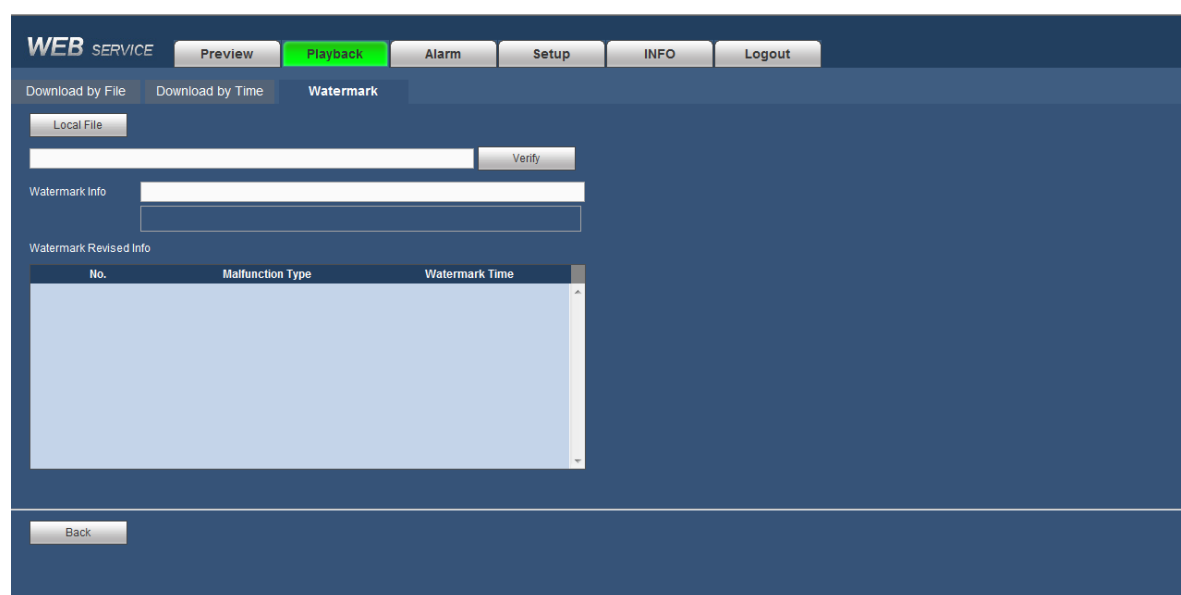 WEB SERVICE Preview Playback Alarm Setup INFO Logout
Download by File Download by Time Watermark
Local File
Verify
Watermark Info
Watermark Revised Info
No. Malfunction Type Watermark Time
Back